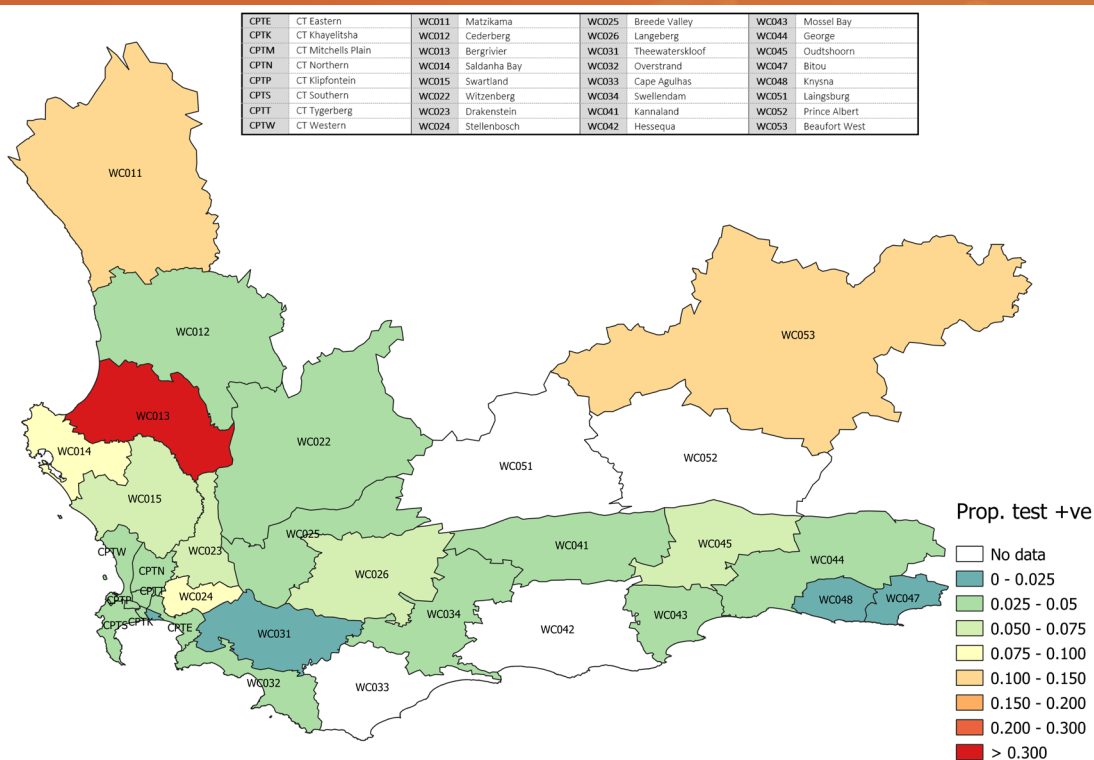 CPTE CT Eastern WC011 Matzikama WC025 Breede Valley WC043 Mossel Bay
CPTK CT Khayelitsha WC012 Cederberg WC026 Langeberg WC044 George
CPTM CT Mitchells Plain WC013 Bergrivier WC031 Theewaterskloof WC045 Oudtshoorn
CPTN CT Northern WC014 Saldanha Bay WC032 Overstrand WC047 Bitou
CPTP CT Klipfontein WC015 Swartland WC033 Cape Agulhas WC048 Knysna
CPTS CT Southern WC022 Witzenberg WC034 Swellendam WC051 Laingsburg
CPTT CT Tygerberg WC023 Drakenstein WC041 Kannaland WC052 Prince Albert
CPTW CT Western WC024 Stellenbosch WC042 Hessequa WC053 Beaufort West
WC011
WC012
WC053
WC013
WC022
WC014
WC051
WC052
WC015
WC025
WC041
WC045
WC044
CPTW
WC023
CPTN
WC026
WC024
WC048
WC047
CPTP
WC034
WC043
CPTS
CPTK
CPTE
WC031
WC042
WC032
WC033
Prop. test +ve
No data
0 - 0.025
0.025 - 0.05
0.050 - 0.075
0.075 - 0.100
0.100 - 0.150
0.150 - 0.200
0.200 - 0.300
> 0.300